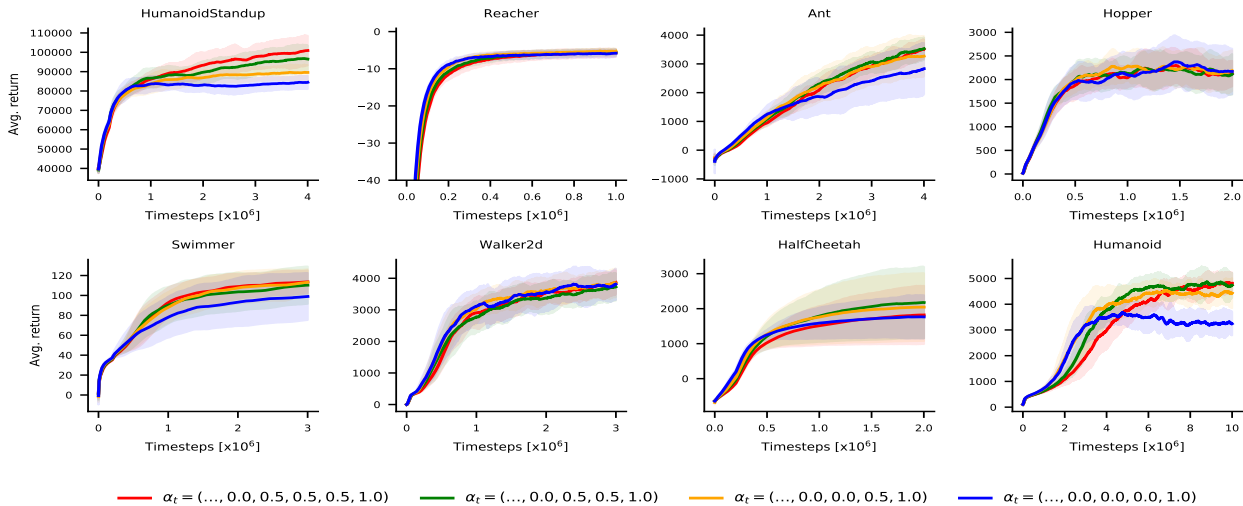 HumanoidStandup
Avg. return
110000
100000
90000
80000
70000
60000
50000
40000
0 1 2 3 4
Timesteps [x10⁶]
Reacher
0
−10
−20
−30
−40
0.0 0.2 0.4 0.6 0.8 1.0
Timesteps [x10⁶]
Ant
4000
3000
2000
1000
0
−1000
0 1 2 3 4
Timesteps [x10⁶]
Hopper
3000
2500
2000
1500
1000
500
0
0.0 0.5 1.0 1.5 2.0
Timesteps [x10⁶]
Swimmer
Avg. return
120
100
80
60
40
20
0
0 1 2 3
Timesteps [x10⁶]
Walker2d
4000
3000
2000
1000
0
0 1 2 3
Timesteps [x10⁶]
HalfCheetah
3000
2000
1000
0
0.0 0.5 1.0 1.5 2.0
Timesteps [x10⁶]
Humanoid
5000
4000
3000
2000
1000
0
0 2 4 6 8 10
Timesteps [x10⁶]
αₜ = (..., 0.0, 0.5, 0.5, 0.5, 1.0)
αₜ = (..., 0.0, 0.5, 0.5, 1.0)
αₜ = (..., 0.0, 0.0, 0.5, 1.0)
αₜ = (..., 0.0, 0.0, 0.0, 1.0)